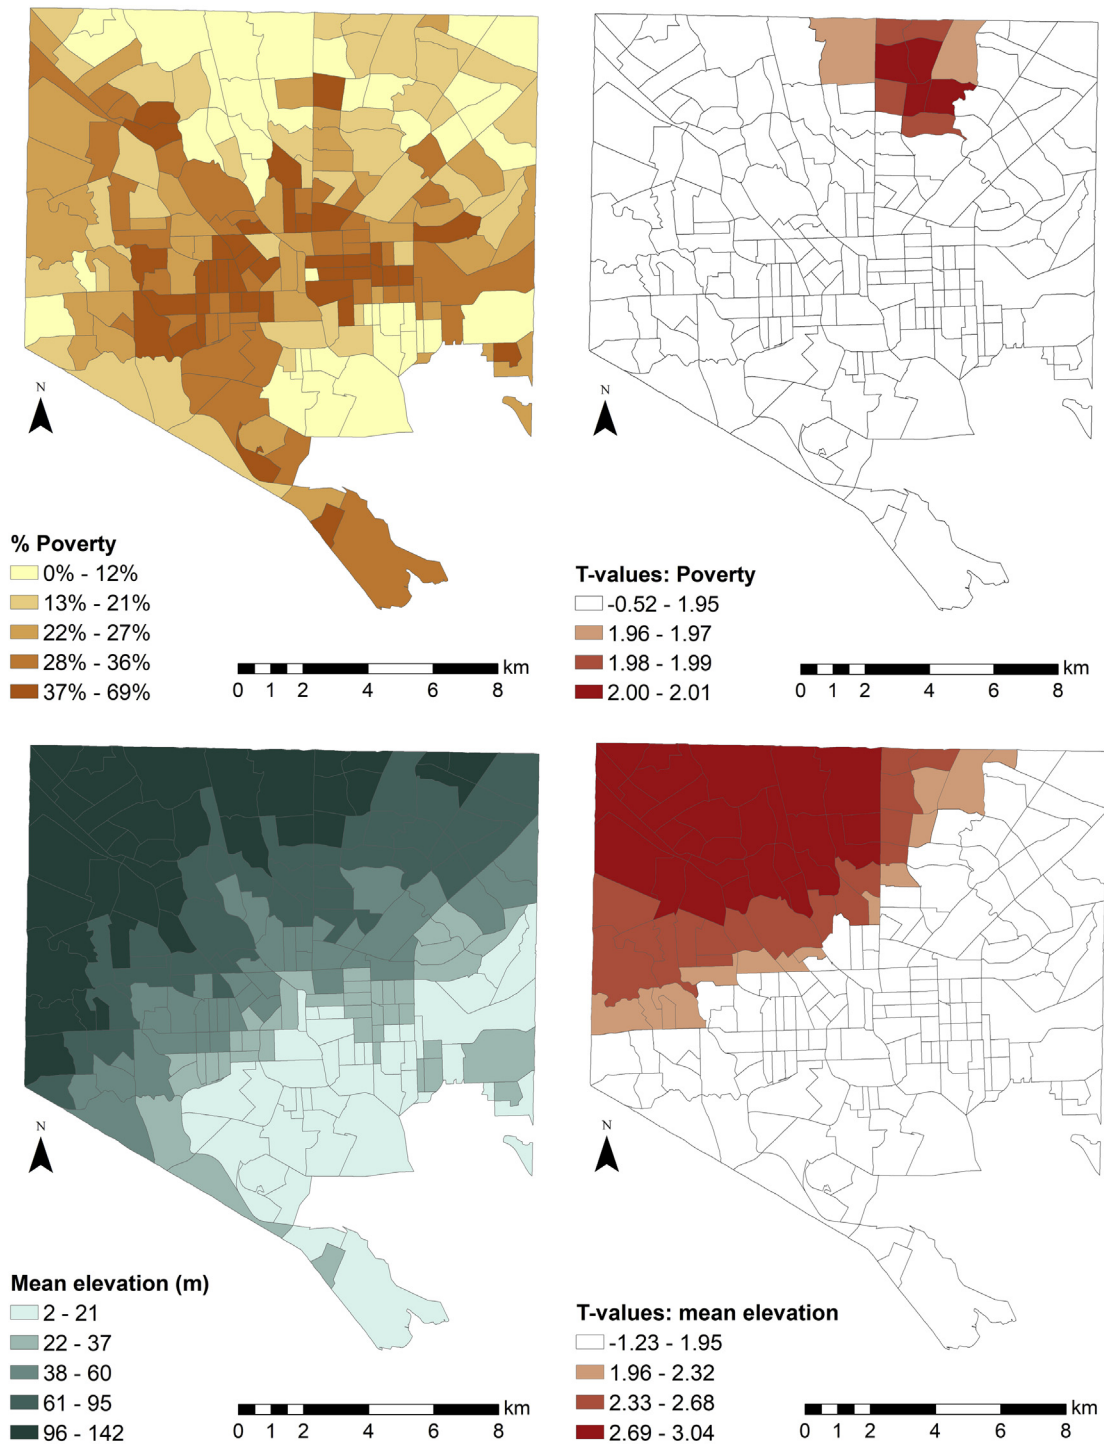 N
% Poverty
0% - 12%
13% - 21%
22% - 27%
28% - 36%
37% - 69%
km
0 1 2 4 6 8
N
T-values: Poverty
-0.52 - 1.95
1.96 - 1.97
1.98 - 1.99
2.00 - 2.01
km
0 1 2 4 6 8
N
Mean elevation (m)
2 - 21
22 - 37
38 - 60
61 - 95
96 - 142
km
0 1 2 4 6 8
N
T-values: mean elevation
-1.23 - 1.95
1.96 - 2.32
2.33 - 2.68
2.69 - 3.04
km
0 1 2 4 6 8